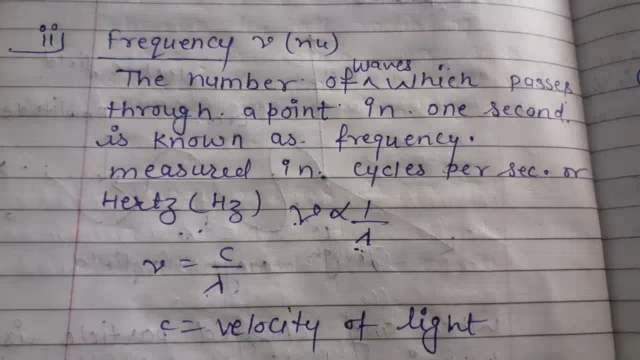 ii) Frequency ν (niu)
The number of waves which passes
through a point in one second
is known as frequency.
measured in cycles per sec. or
Hertz (Hz) ν ∝ 1/λ
ν = c/λ
c = velocity of light